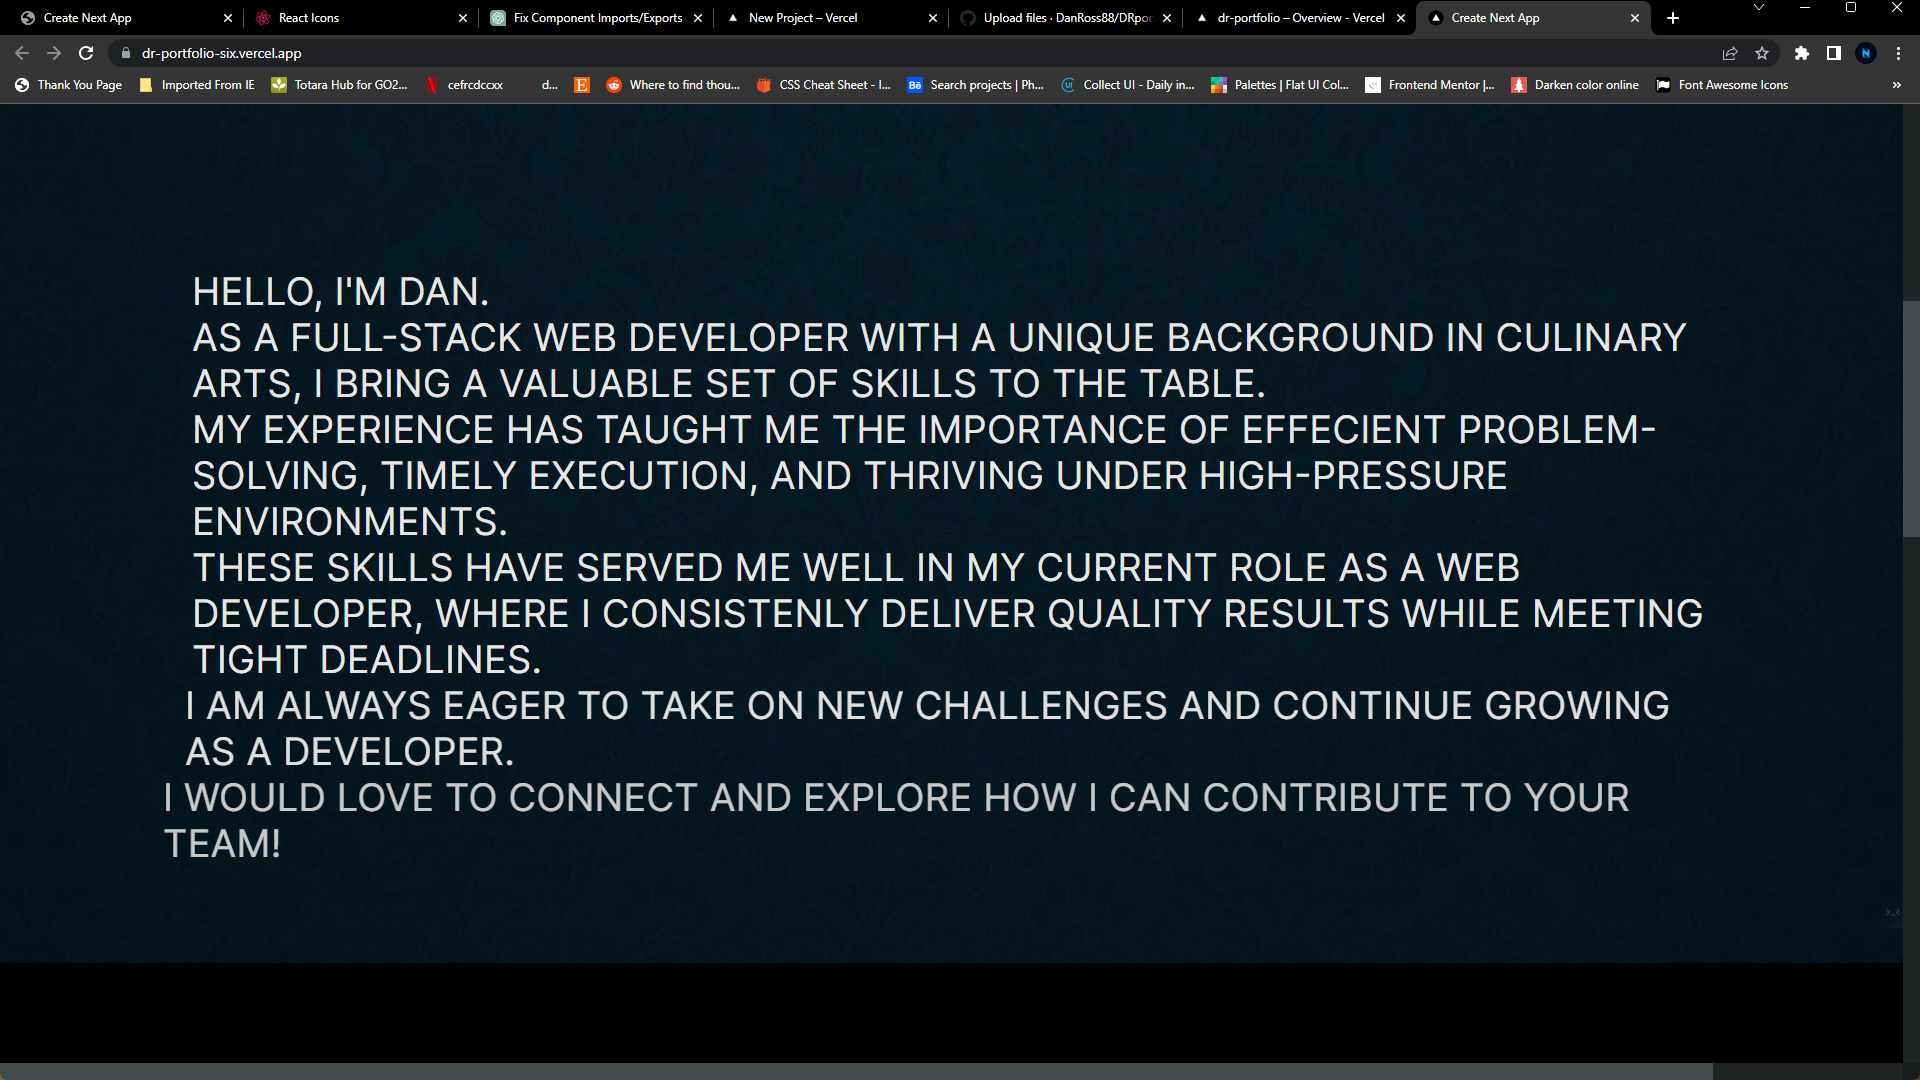 Create Next App
React Icons
Fix Component Imports/Exports
New Project – Vercel
Upload files · DanRoss88/DRpor
dr-portfolio – Overview - Vercel
Create Next App
dr-portfolio-six.vercel.app
N
Thank You Page
Imported From IE
Totara Hub for GO2...
cefrcdccxx
d...
E
Where to find thou...
CSS Cheat Sheet - I...
Bē
Search projects | Ph...
UI
Collect UI - Daily in...
Palettes | Flat UI Col...
Frontend Mentor |...
Darken color online
Font Awesome Icons
»
HELLO, I'M DAN.
AS A FULL-STACK WEB DEVELOPER WITH A UNIQUE BACKGROUND IN CULINARY
ARTS, I BRING A VALUABLE SET OF SKILLS TO THE TABLE.
MY EXPERIENCE HAS TAUGHT ME THE IMPORTANCE OF EFFECIENT PROBLEM-
SOLVING, TIMELY EXECUTION, AND THRIVING UNDER HIGH-PRESSURE
ENVIRONMENTS.
THESE SKILLS HAVE SERVED ME WELL IN MY CURRENT ROLE AS A WEB
DEVELOPER, WHERE I CONSISTENLY DELIVER QUALITY RESULTS WHILE MEETING
TIGHT DEADLINES.
I AM ALWAYS EAGER TO TAKE ON NEW CHALLENGES AND CONTINUE GROWING
AS A DEVELOPER.
I WOULD LOVE TO CONNECT AND EXPLORE HOW I CAN CONTRIBUTE TO YOUR
TEAM!